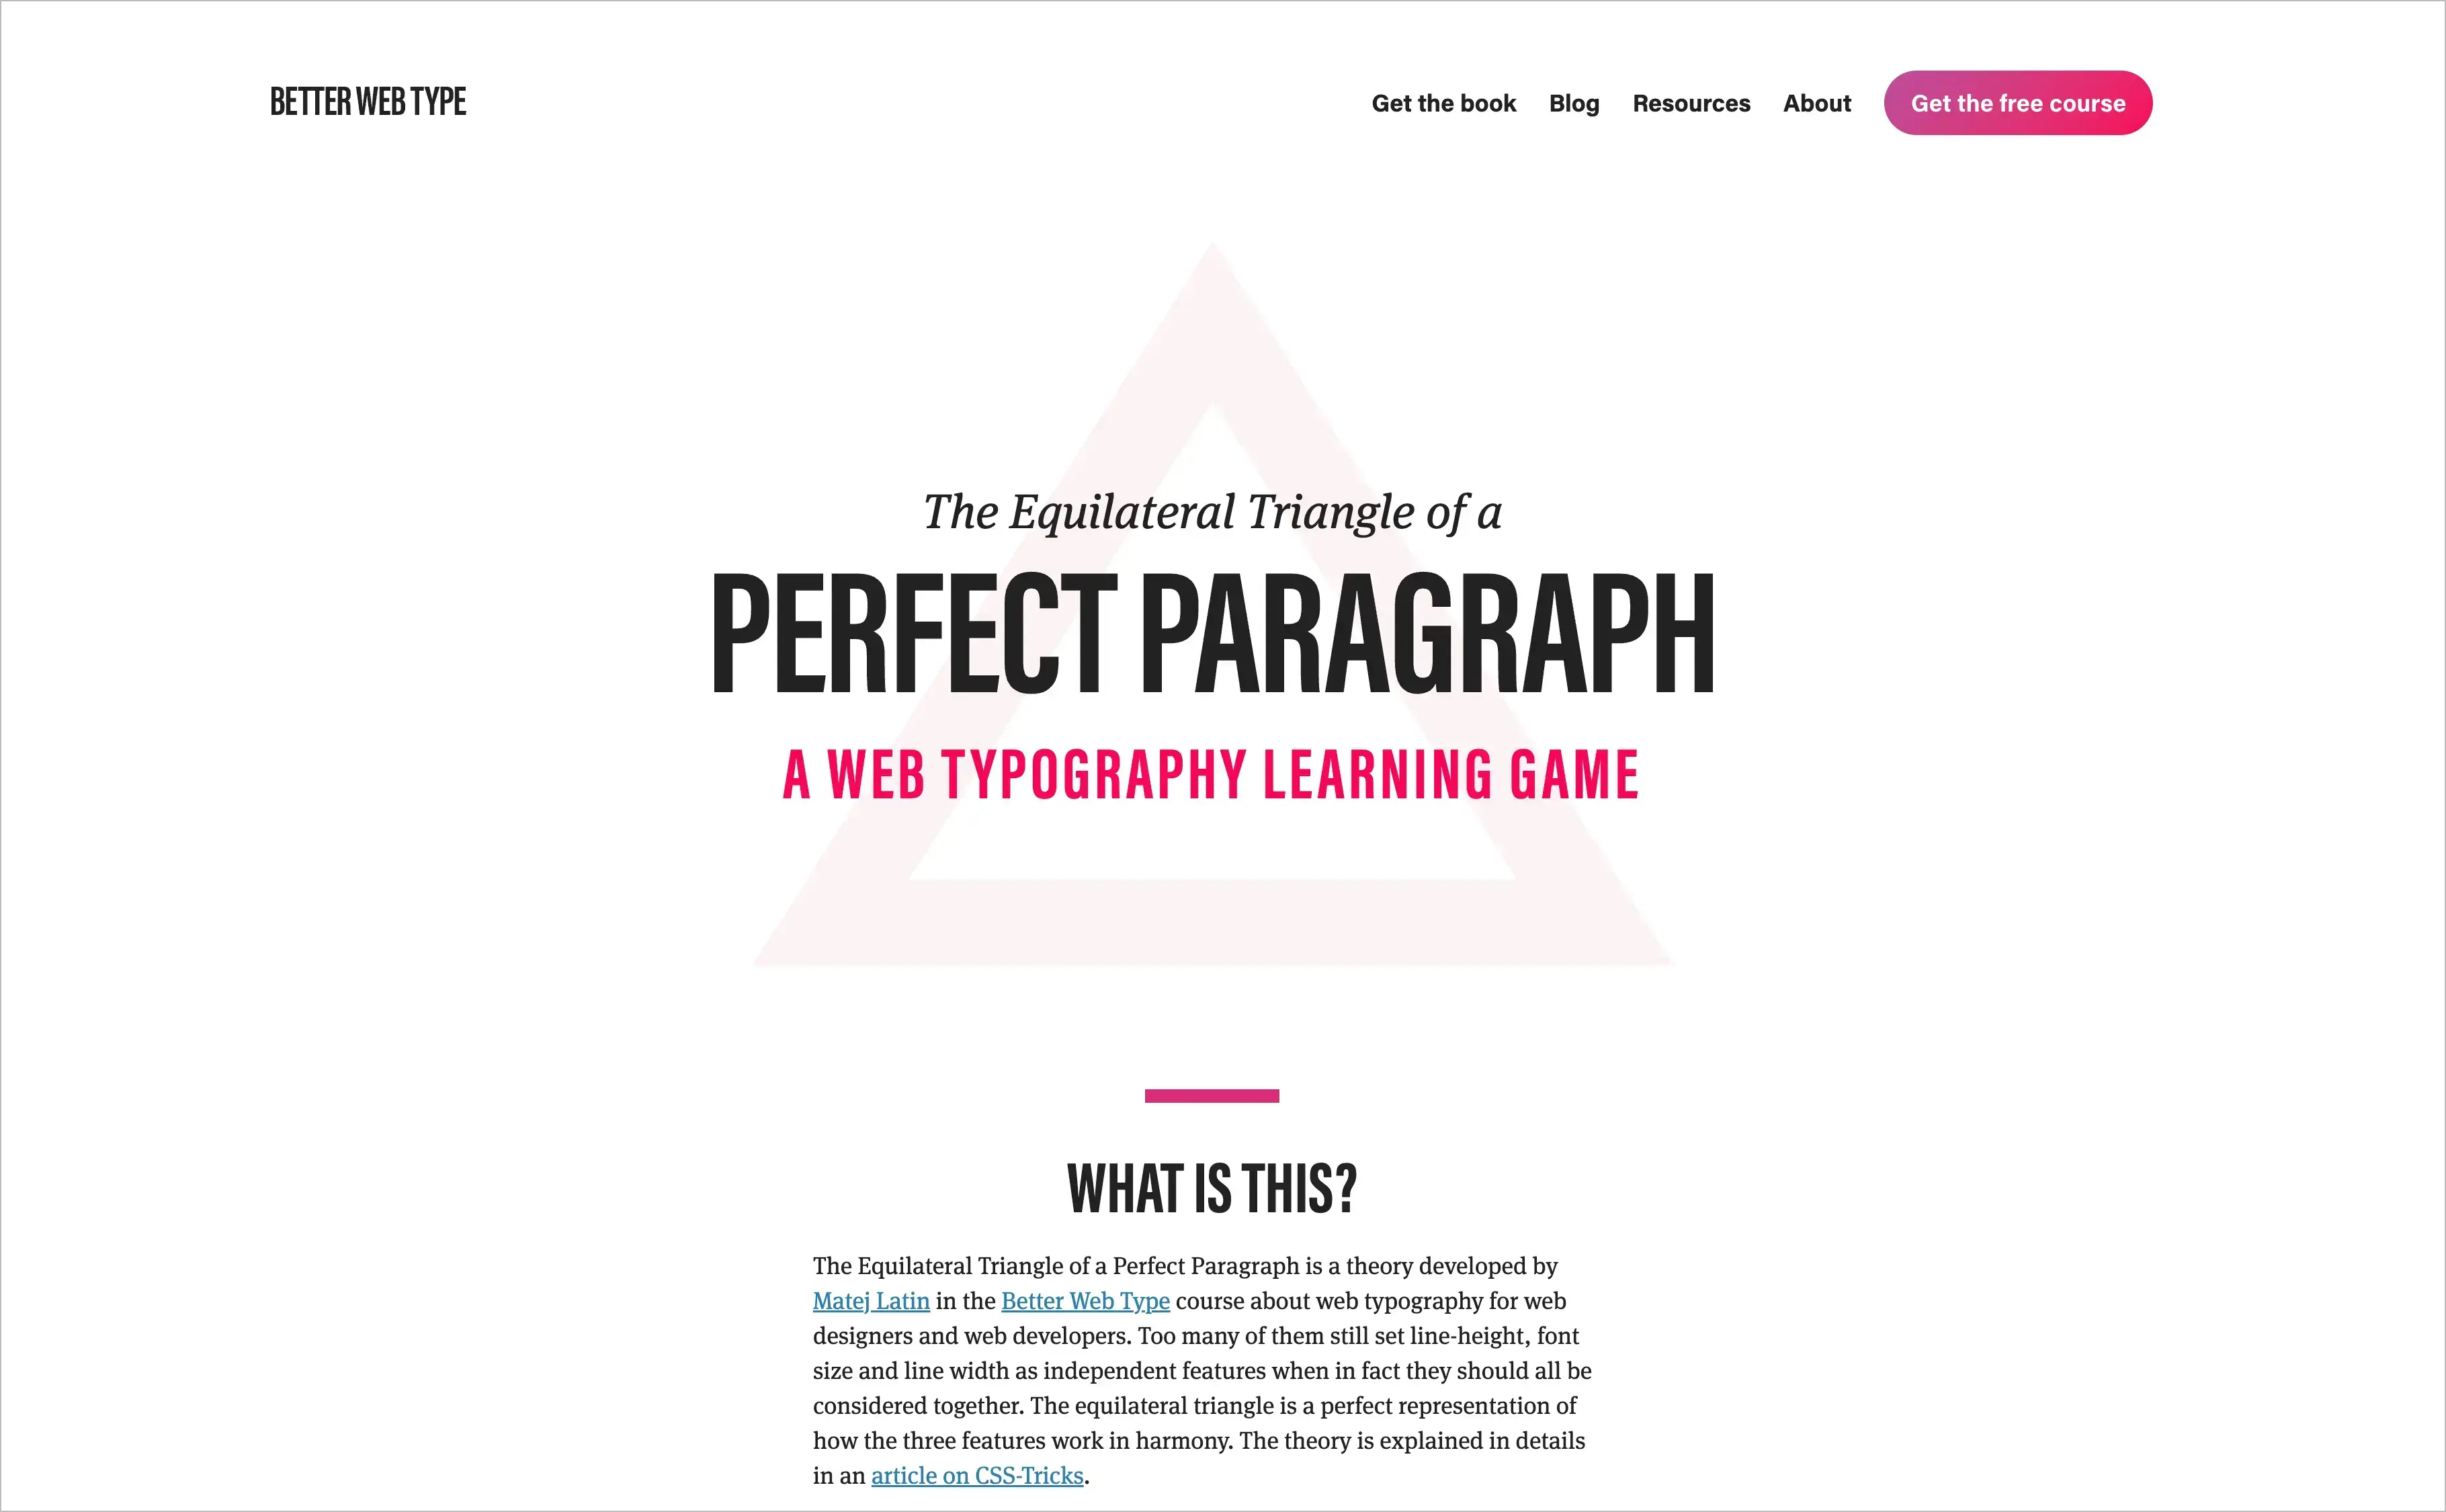 BETTER WEB TYPE
Get the book
Blog
Resources
About
Get the free course
The Equilateral Triangle of a
PERFECT PARAGRAPH
A WEB TYPOGRAPHY LEARNING GAME
WHAT IS THIS?
The Equilateral Triangle of a Perfect Paragraph is a theory developed by
Matej Latin in the Better Web Type course about web typography for web
designers and web developers. Too many of them still set line-height, font
size and line width as independent features when in fact they should all be
considered together. The equilateral triangle is a perfect representation of
how the three features work in harmony. The theory is explained in details
in an article on CSS-Tricks.